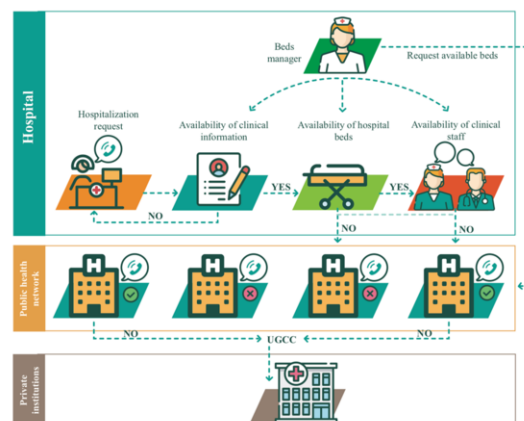 Hospital
Beds
manager
Request available beds
Hospitalization
request
Availability of clinical
information
Availability of hospital
beds
Availability of clinical
staff
YES
YES
NO
NO
NO
Public health
network
H
H
H
H
NO
NO
UGCC
Private
institutions